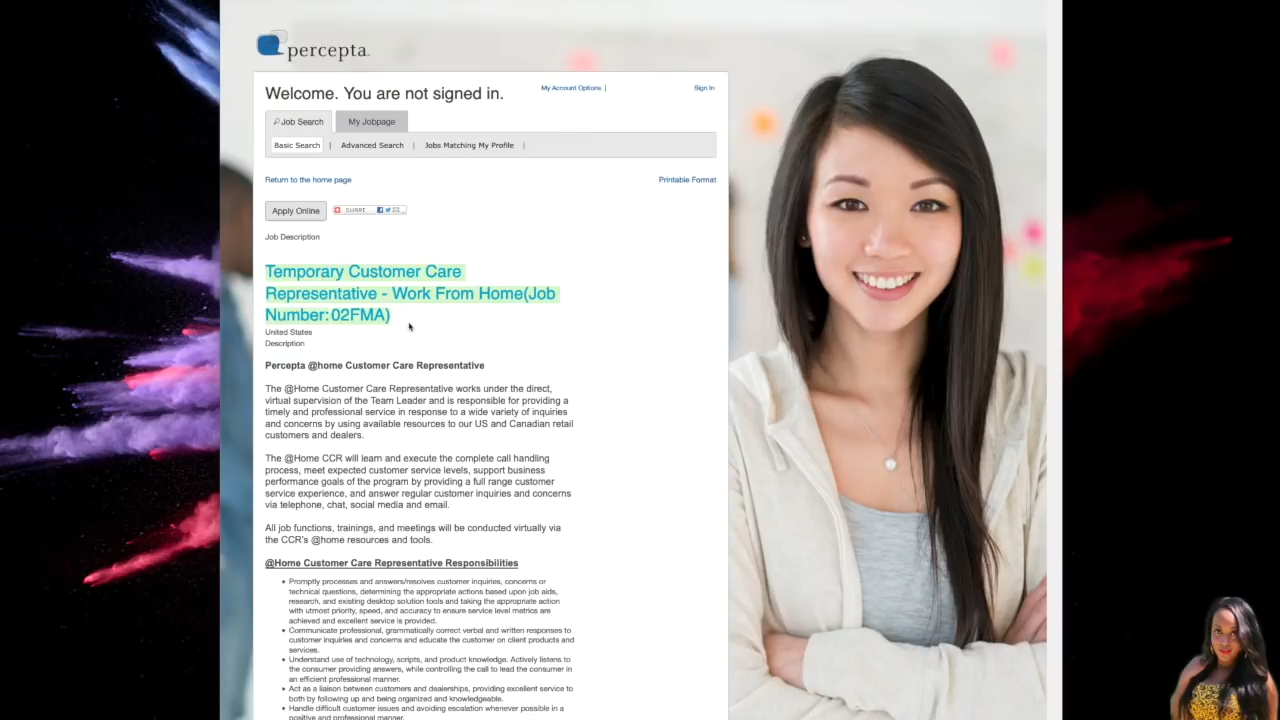 percepta
Welcome. You are not signed in.
My Account Options |
Sign In
Job Search
My Jobpage
Basic Search | Advanced Search | Jobs Matching My Profile |
Return to the home page
Printable Format
Apply Online
SHARE
Job Description
Temporary Customer Care
Representative - Work From Home(Job
Number: 02FMA)
United States
Description
Percepta @home Customer Care Representative
The @Home Customer Care Representative works under the direct,
virtual supervision of the Team Leader and is responsible for providing a
timely and professional service in response to a wide variety of inquiries
and concerns by using available resources to our US and Canadian retail
customers and dealers.
The @Home CCR will learn and execute the complete call handling
process, meet expected customer service levels, support business
performance goals of the program by providing a full range customer
service experience, and answer regular customer inquiries and concerns
via telephone, chat, social media and email.
All job functions, trainings, and meetings will be conducted virtually via
the CCR's @home resources and tools.
@Home Customer Care Representative Responsibilities
• Promptly processes and answers/resolves customer inquiries, concerns or
technical questions, determining the appropriate actions based upon job aids,
research, and existing desktop solution tools and taking the appropriate action
with utmost priority, speed, and accuracy to ensure service level metrics are
achieved and excellent service is provided.
• Communicate professional, grammatically correct verbal and written responses to
customer inquiries and concerns and educate the customer on client products and
services.
• Understand use of technology, scripts, and product knowledge. Actively listens to
the consumer providing answers, while controlling the call to lead the consumer in
an efficient professional manner.
• Act as a liaison between customers and dealerships, providing excellent service to
both by following up and being organized and knowledgeable.
• Handle difficult customer issues and avoiding escalation whenever possible in a
positive and professional manner.